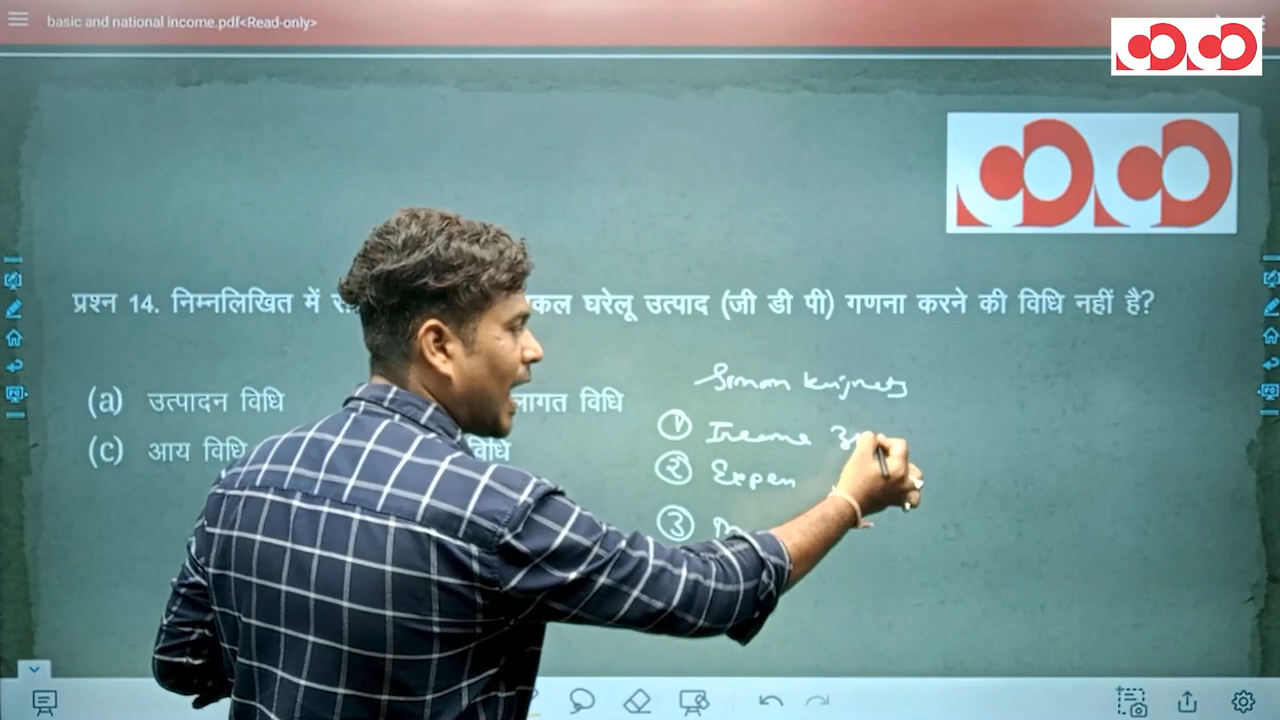 basic and national income.pdf<Read-only>
प्रश्न 14. निम्नलिखित में कल घरेलू उत्पाद (जी डी पी) गणना करने की विधि नहीं है?
(a) उत्पादन विधि लागत विधि
(c) आय विधि विधि
Simon kujnets
① Income
② Expen
③